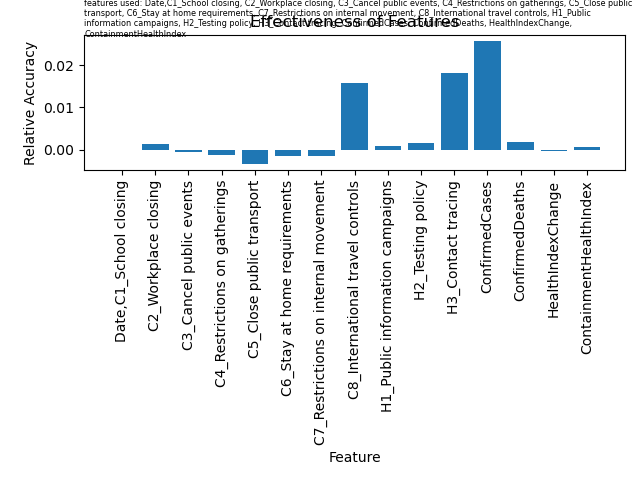 features used: Date,C1_School closing, C2_Workplace closing, C3_Cancel public events, C4_Restrictions on gatherings, C5_Close public
transport, C6_Stay at home requirements, C7_Restrictions on internal movement, C8_International travel controls, H1_Public
Effectiveness of Features
information campaigns, H2_Testing policy, H3_Contact tracing, ConfirmedCases, ConfirmedDeaths, HealthIndexChange,
ContainmentHealthIndex
Relative Accuracy
0.02
0.01
0.00
Date,C1_School closing
C2_Workplace closing
C3_Cancel public events
C4_Restrictions on gatherings
C5_Close public transport
C6_Stay at home requirements
C7_Restrictions on internal movement
C8_International travel controls
H1_Public information campaigns
H2_Testing policy
H3_Contact tracing
ConfirmedCases
ConfirmedDeaths
HealthIndexChange
ContainmentHealthIndex
Feature